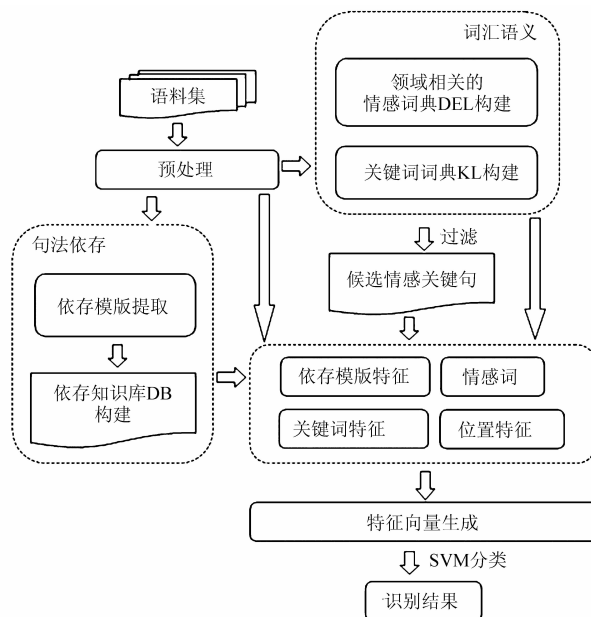 词汇语义
语料集
领域相关的
情感词典DEL构建
预处理
关键词词典KL构建
句法依存
过滤
依存模版提取
候选情感关键句
依存知识库DB
构建
依存模版特征
情感词
关键词特征
位置特征
特征向量生成
SVM分类
识别结果